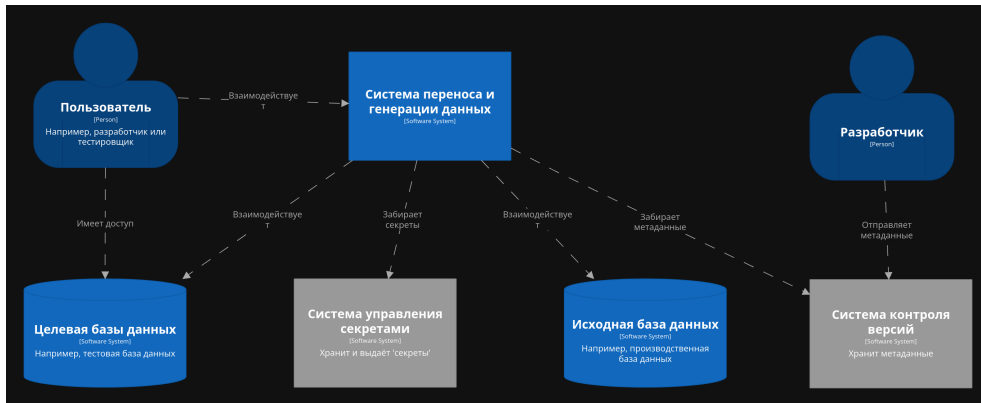 Пользователь
[Person]
Например, разработчик или
тестировщик
Взаимодействуе
т
Система переноса и
генерации данных
[Software System]
Разработчик
[Person]
Имеет доступ
Взаимодействуе
т
Забирает
секреты
Взаимодействуе
т
Забирает
метаданные
Отправляет
метаданные
Целевая базы данных
[Software System]
Например, тестовая база данных
Система управления
секретами
[Software System]
Хранит и выдаёт 'секреты'
Исходная база данных
[Software System]
Например, производственная
база данных
Система контроля
версий
[Software System]
Хранит метаданные